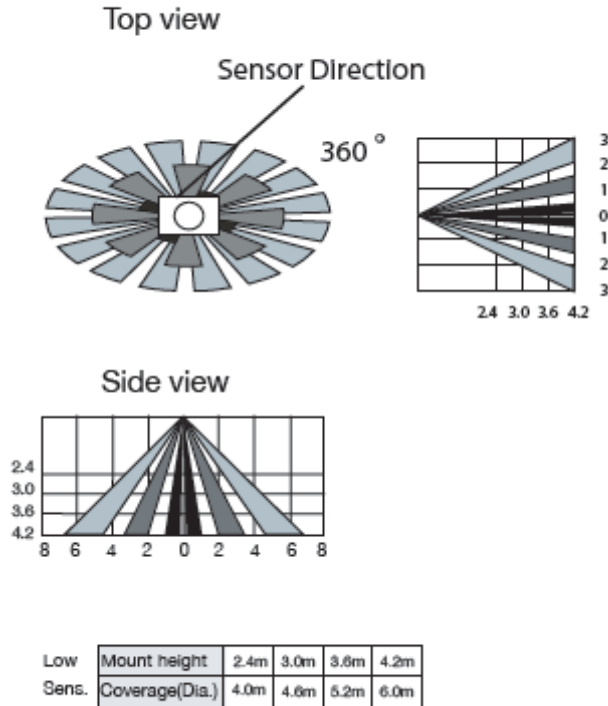 Top view
Sensor Direction
360 °
3
2
1
0
1
2
3
2.4 3.0 3.6 4.2
Side view
2.4
3.0
3.6
4.2
8 6 4 2 0 2 4 6 8
Low Mount height 2.4m 3.0m 3.6m 4.2m
Sens. Coverage(Dia.) 4.0m 4.6m 5.2m 6.0m